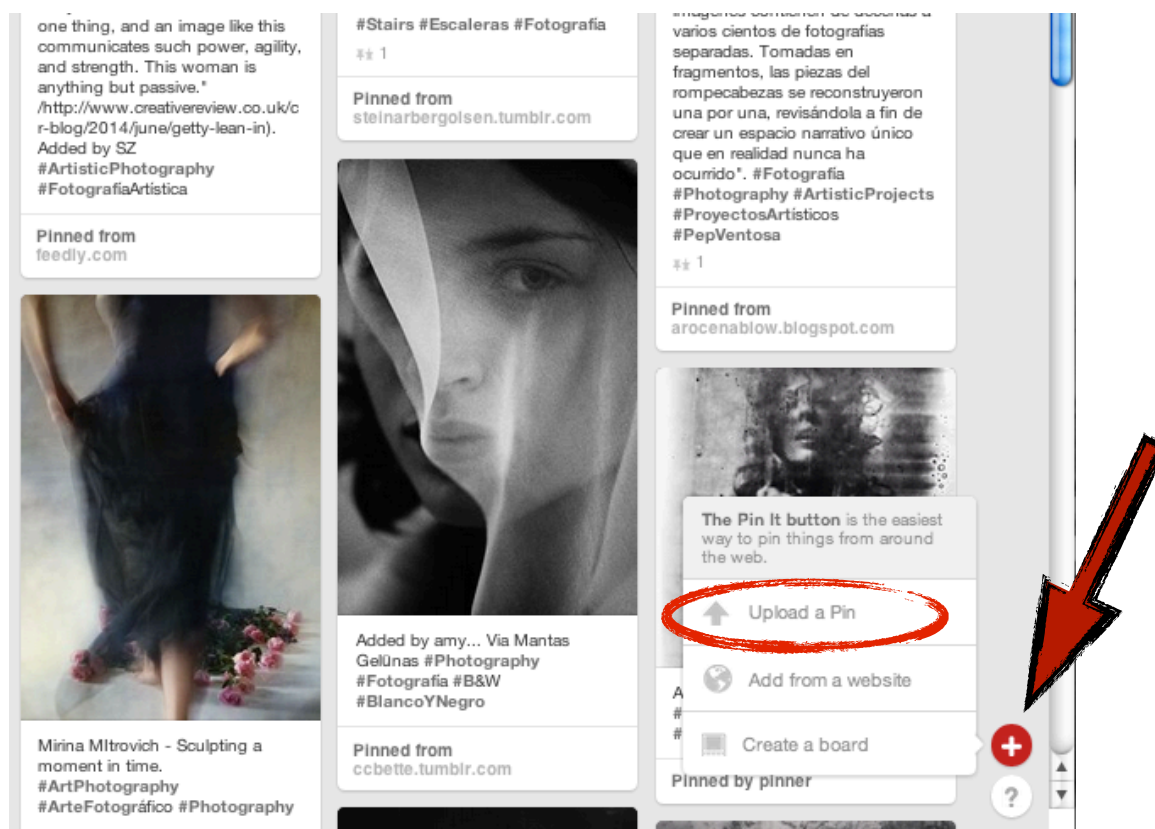 one thing, and an image like this
communicates such power, agility,
and strength. This woman is
anything but passive."
/http://www.creativereview.co.uk/c
r-blog/2014/june/getty-lean-in).
Added by SZ
#ArtisticPhotography
#FotografíaArtística
Pinned from
feedly.com
Mirina MItrovich - Sculpting a
moment in time.
#ArtPhotography
#ArteFotográfico #Photography
#Stairs #Escaleras #Fotografía
1
Pinned from
steinarbergolsen.tumblr.com
Added by amy... Via Mantas
Gelūnas #Photography
#Fotografía #B&W
#BlancoYNegro
Pinned from
ccbette.tumblr.com
imágenes contienen de decenas a
varios cientos de fotografías
separadas. Tomadas en
fragmentos, las piezas del
rompecabezas se reconstruyeron
una por una, revisándola a fin de
crear un espacio narrativo único
que en realidad nunca ha
ocurrido". #Fotografía
#Photography #ArtisticProjects
#ProyectosArtísticos
#PepVentosa
1
Pinned from
arocenablow.blogspot.com
The Pin It button is the easiest
way to pin things from around
the web.
Upload a Pin
Add from a website
Create a board
A
#
#
Pinned by pinner
+
?